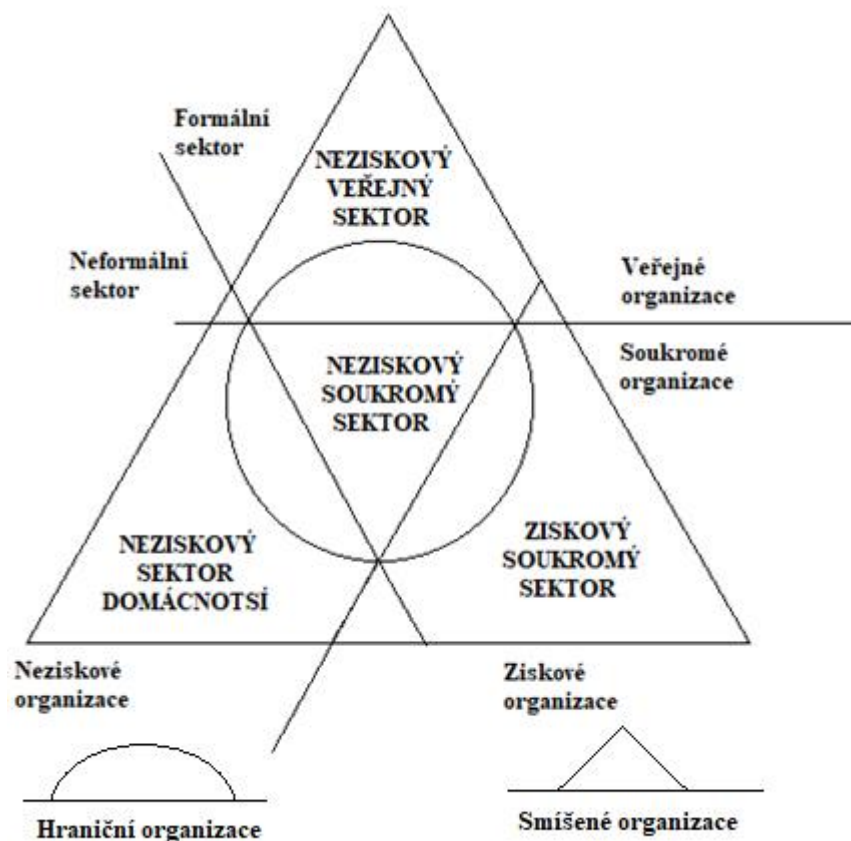 Formální
sektor
NEZISKOVÝ
VEŘEJNÝ
SEKTOR
Neformální
sektor
Veřejné
organizace
Soukromé
organizace
NEZISKOVÝ
SOUKROMÝ
SEKTOR
NEZISKOVÝ
SEKTOR
DOMÁCNOTSÍ
ZISKOVÝ
SOUKROMÝ
SEKTOR
Neziskové
organizace
Ziskové
organizace
Hraniční organizace
Smíšené organizace